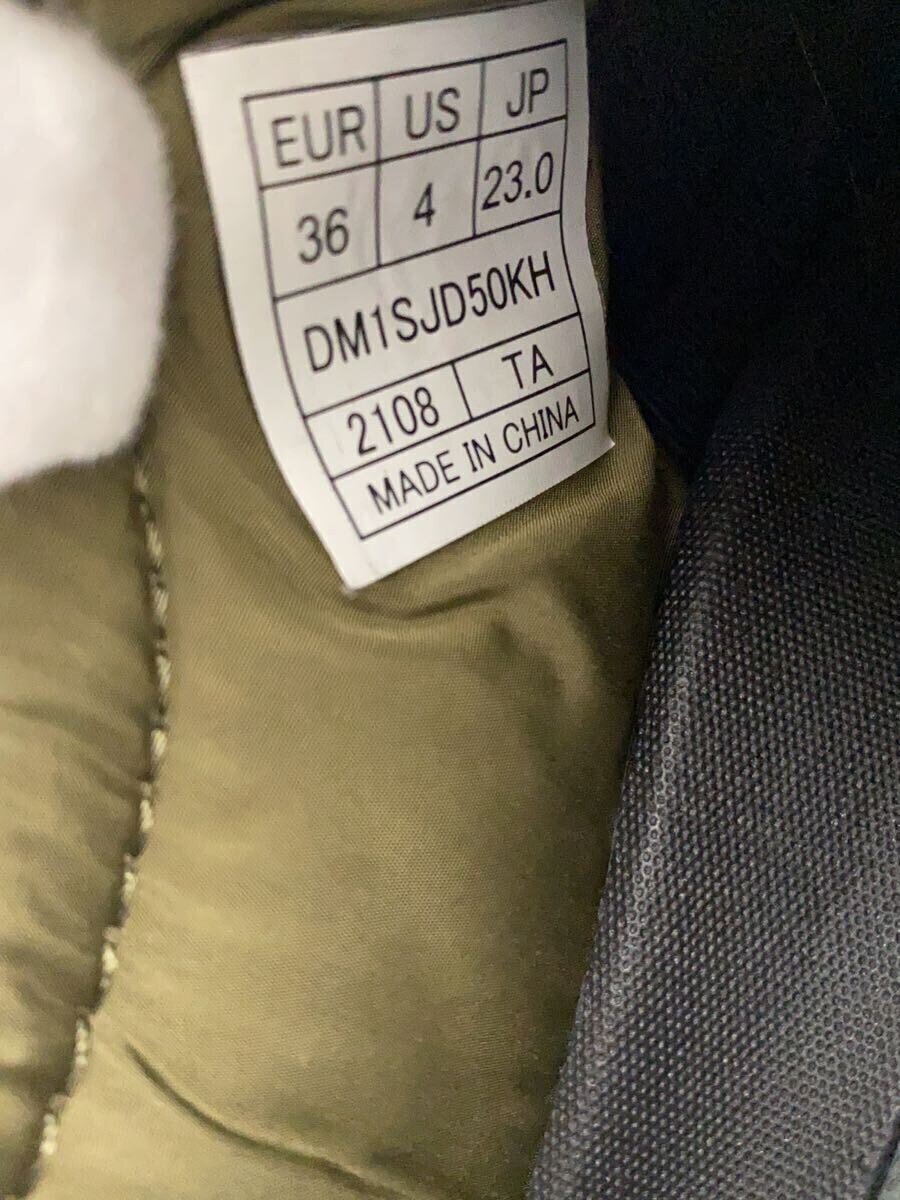 EUR US JP
36 4 23.0
DM1SJD50KH
2108 TA
MADE IN CHINA